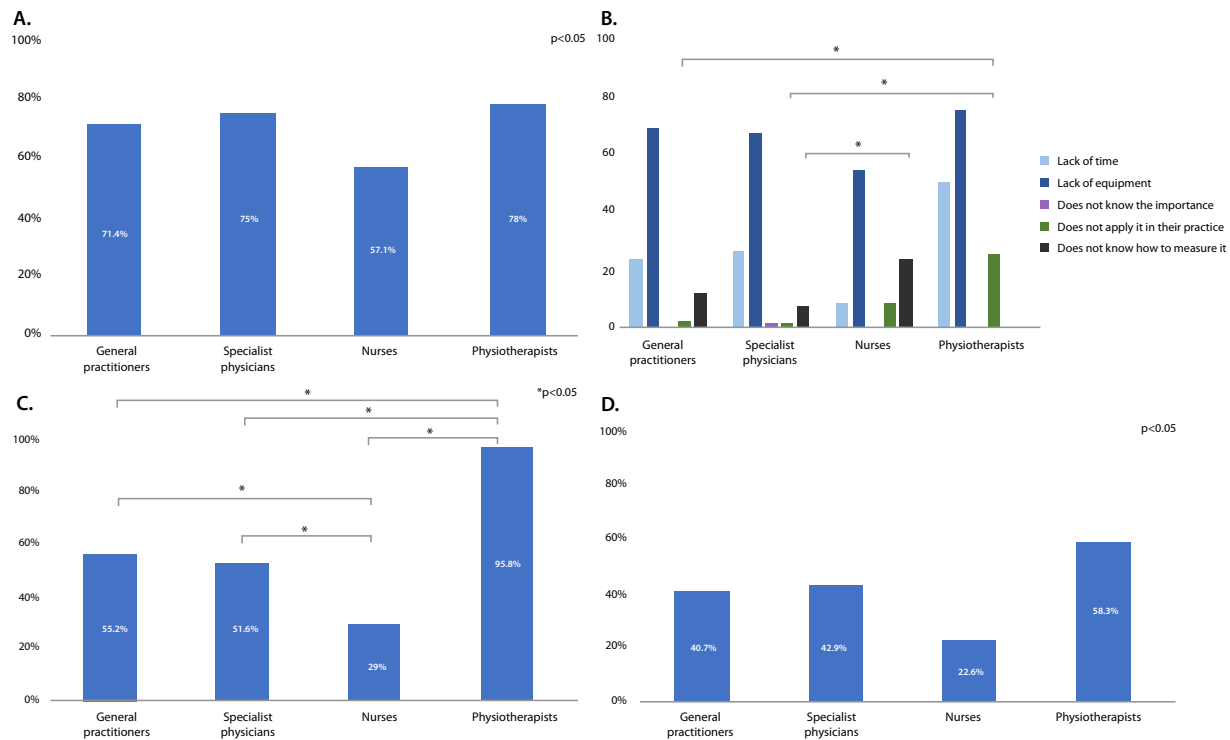 A.
100%
p<0.05
80%
60%
40%
20%
0%
71.4%
75%
57.1%
78%
General
practitioners
Specialist
physicians
Nurses
Physiotherapists
B.
100
80
60
40
20
0
*
*
*
General
practitioners
Specialist
physicians
Nurses
Physiotherapists
Lack of time
Lack of equipment
Does not know the importance
Does not apply it in their practice
Does not know how to measure it
C.
*p<0.05
*
*
*
*
*
100%
80%
60%
40%
20%
0%
55.2%
51.6%
29%
95.8%
General
practitioners
Specialist
physicians
Nurses
Physiotherapists
D.
100%
p<0.05
80%
60%
40%
20%
0%
40.7%
42.9%
22.6%
58.3%
General
practitioners
Specialist
physicians
Nurses
Physiotherapists